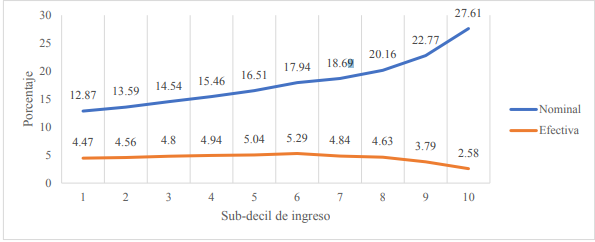 30
25
20
15
10
5
0
Porcentaje
12.87 13.59 14.54 15.46 16.51 17.94 18.69 20.16 22.77 27.61
4.47 4.56 4.8 4.94 5.04 5.29 4.84 4.63 3.79 2.58
1 2 3 4 5 6 7 8 9 10
Sub-decil de ingreso
Nominal
Efectiva